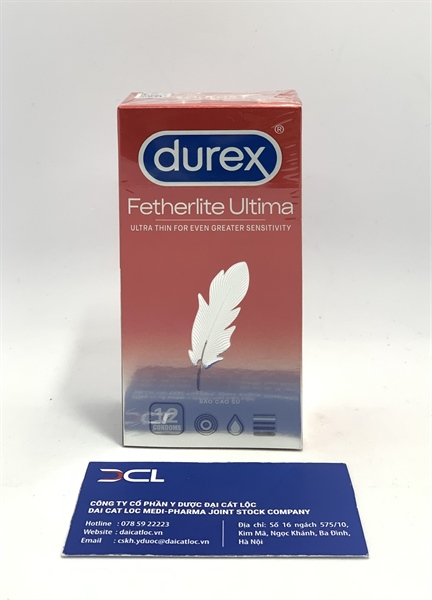 durex
®
Fetherlite Ultima
ULTRA THIN FOR EVEN GREATER SENSITIVITY
BAO CAO SU
12
CONDOMS
DCL
CÔNG TY CỔ PHẦN Y DƯỢC ĐẠI CÁT LỘC
DAI CAT LOC MEDI-PHARMA JOINT STOCK COMPANY
Hotline : 078 59 22223
Website : daicatloc.vn
Email : cskh.yduoc@daicatloc.vn
Địa chỉ: Số 16 ngách 575/10,
Kim Mã, Ngọc Khánh, Ba Đình,
Hà Nội